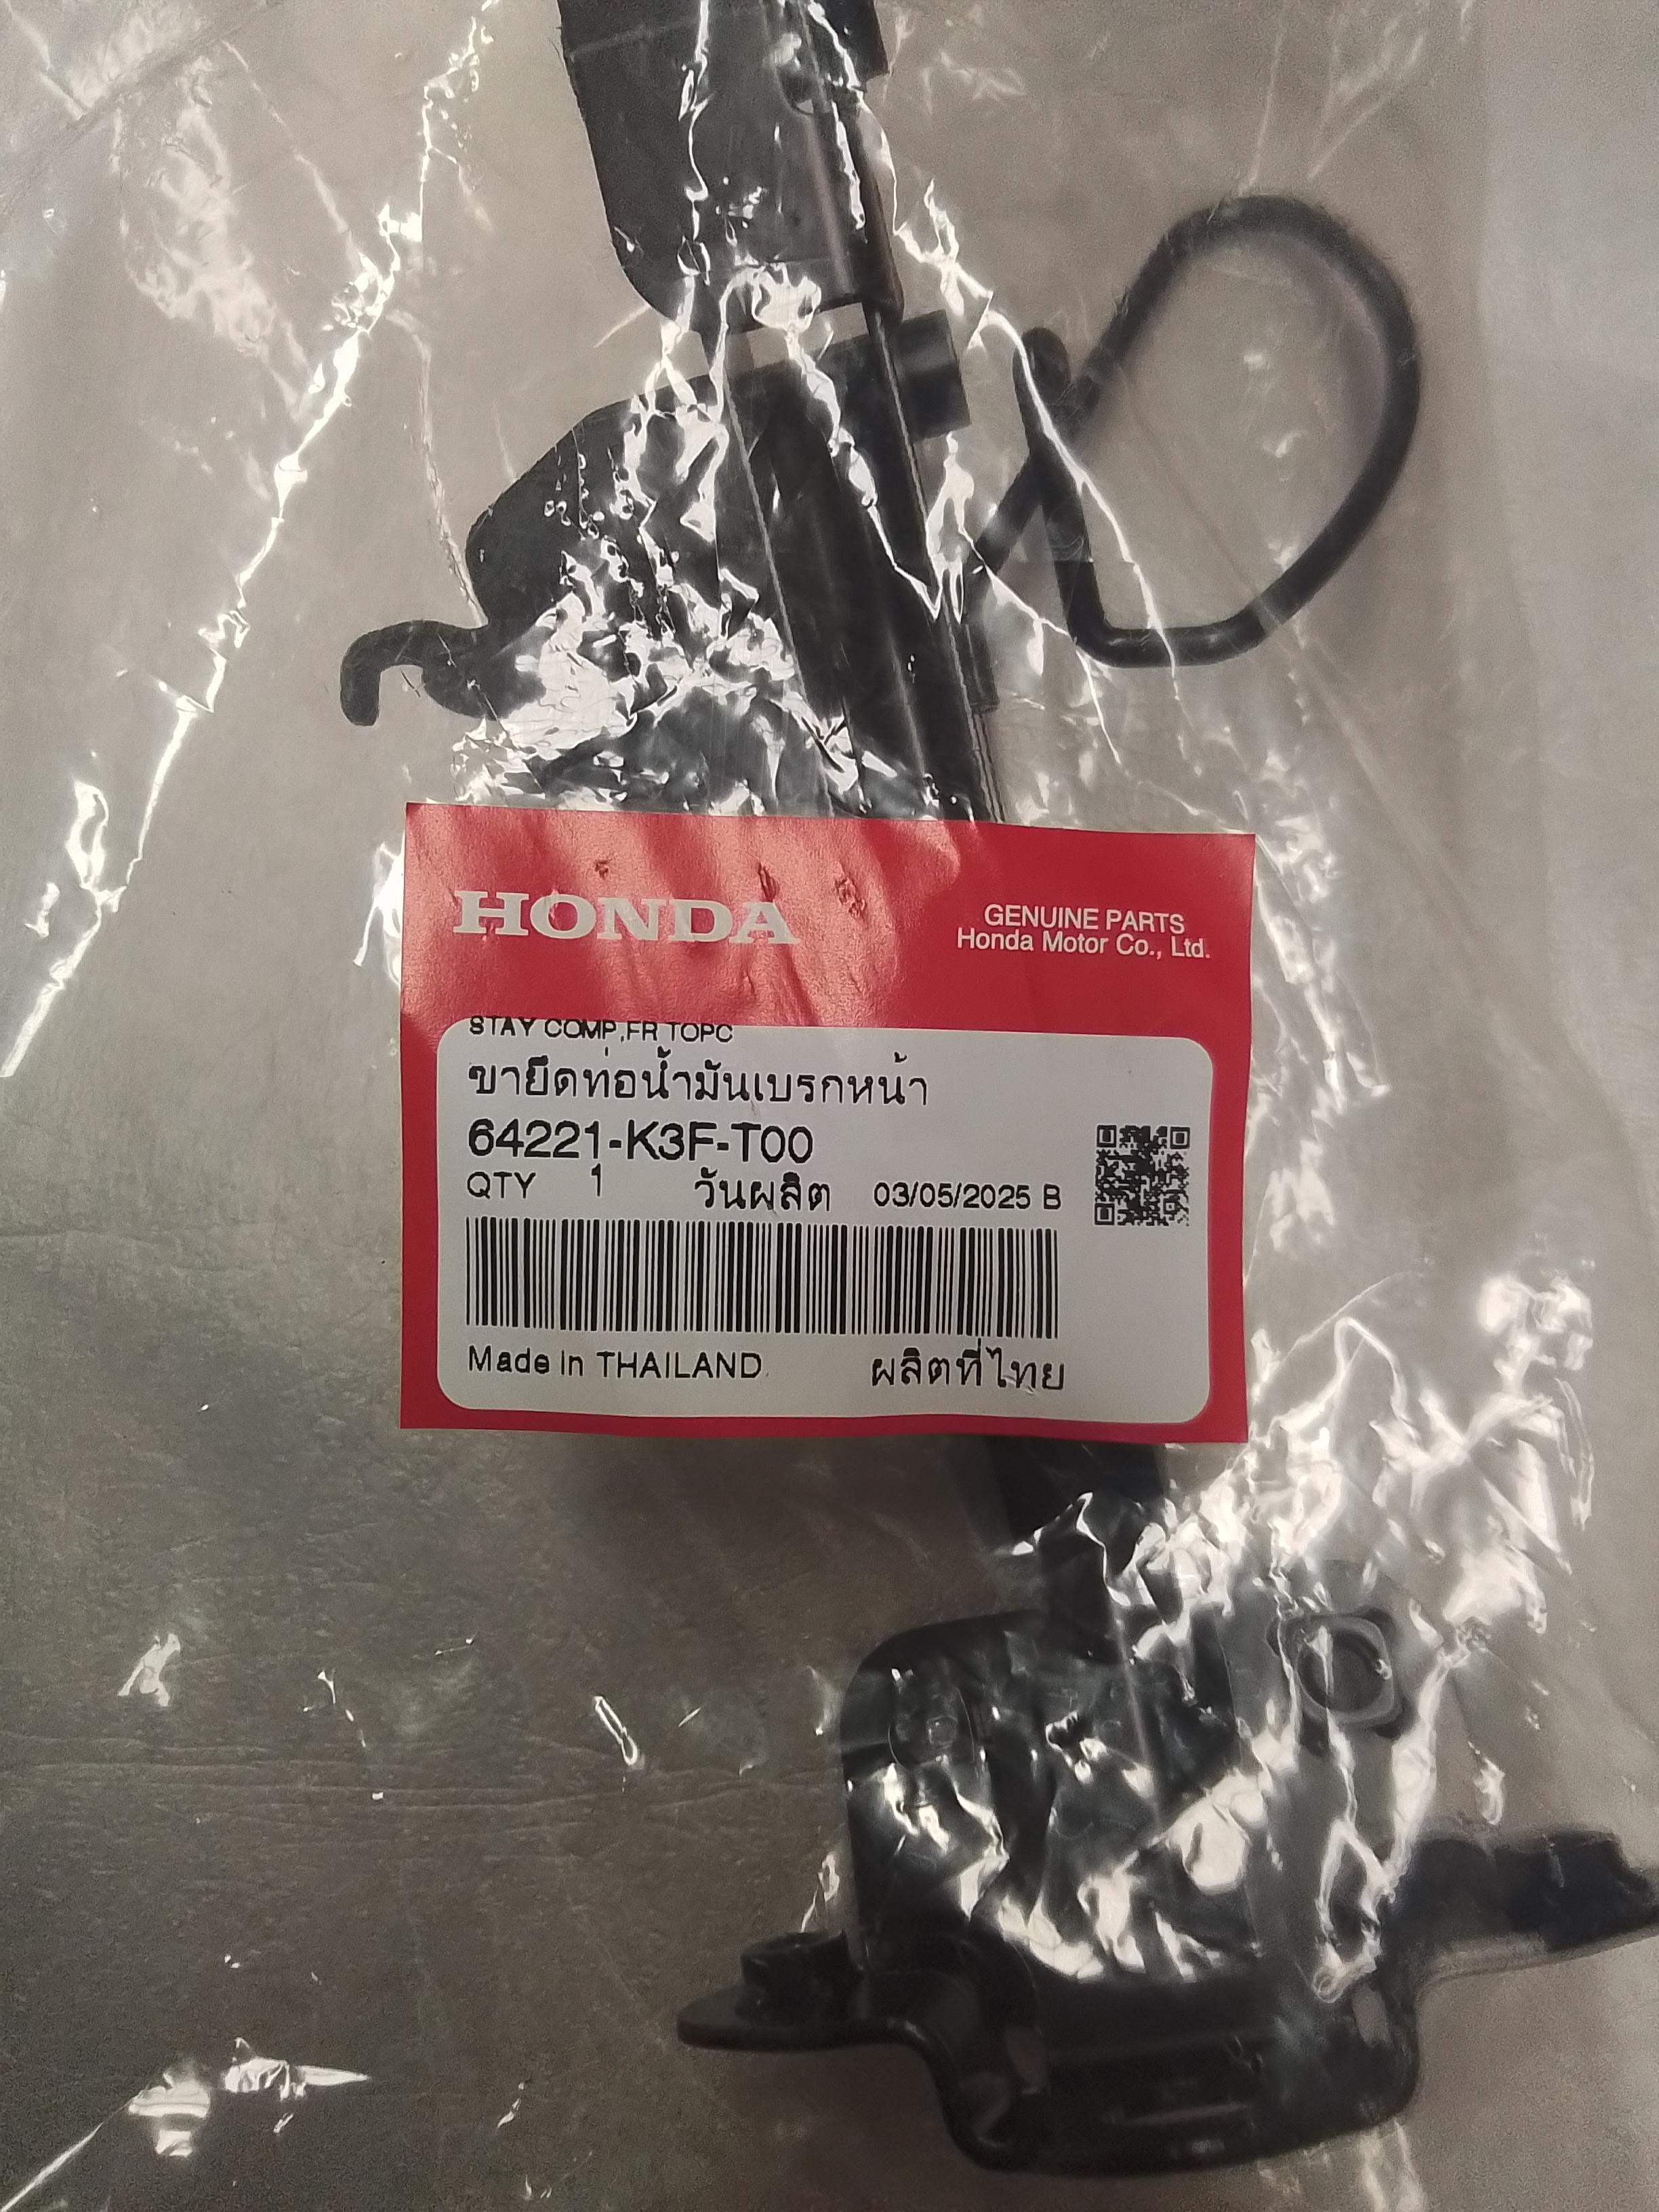 HONDA
GENUINE PARTS
Honda Motor Co., Ltd.
STAY COMP,FR TOPC
ขายึดท่อน้ำมันเบรกหน้า
64221-K3F-T00
QTY 1 วันผลิต 03/05/2025 B
Made in THAILAND ผลิตที่ไทย